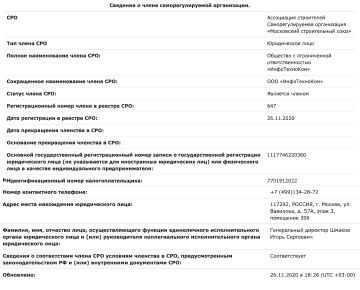 Сведения о члене саморегулируемой организации.
СРО
Ассоциация строителей
Саморегулируемая организация
«Московский строительный союз»
Тип члена СРО
Юридическое лицо
Полное наименование члена СРО:
Общество с ограниченной
ответственностью
«ИнфоТехноКом»
Сокращенное наименование члена СРО:
ООО «ИнфоТехноКом»
Статус члена СРО:
Является членом
Регистрационный номер члена в реестре СРО:
647
Дата регистрации в реестре СРО:
26.11.2020
Дата прекращения членства в СРО:
Основание прекращения членства в СРО:
Основной государственный регистрационный номер записи о государственной регистрации
юридического лица (не указывается для иностранных юридических лиц) или физического
лица в качестве индивидуального предпринимателя:
1117746220360
Идентификационный номер налогоплательщика:
7701912022
Номер контактного телефона:
+7 (499)134-28-72
Адрес места нахождения юридического лица:
117292, РОССИЯ, г. Москва, ул.
Вавилова, д. 57А, этаж 3,
помещение 306
Фамилия, имя, отчество лица, осуществляющего функции единоличного исполнительного
органа юридического лица и (или) руководителя коллегиального исполнительного органа
юридического лица:
Генеральный директор Шмаков
Игорь Сергеевич
Сведения о соответствии члена СРО условиям членства в СРО, предусмотренным
законодательством РФ и (или) внутренними документами СРО:
Соответствует
Обновлено:
26.11.2020 в 18:26 (UTC +03:00)